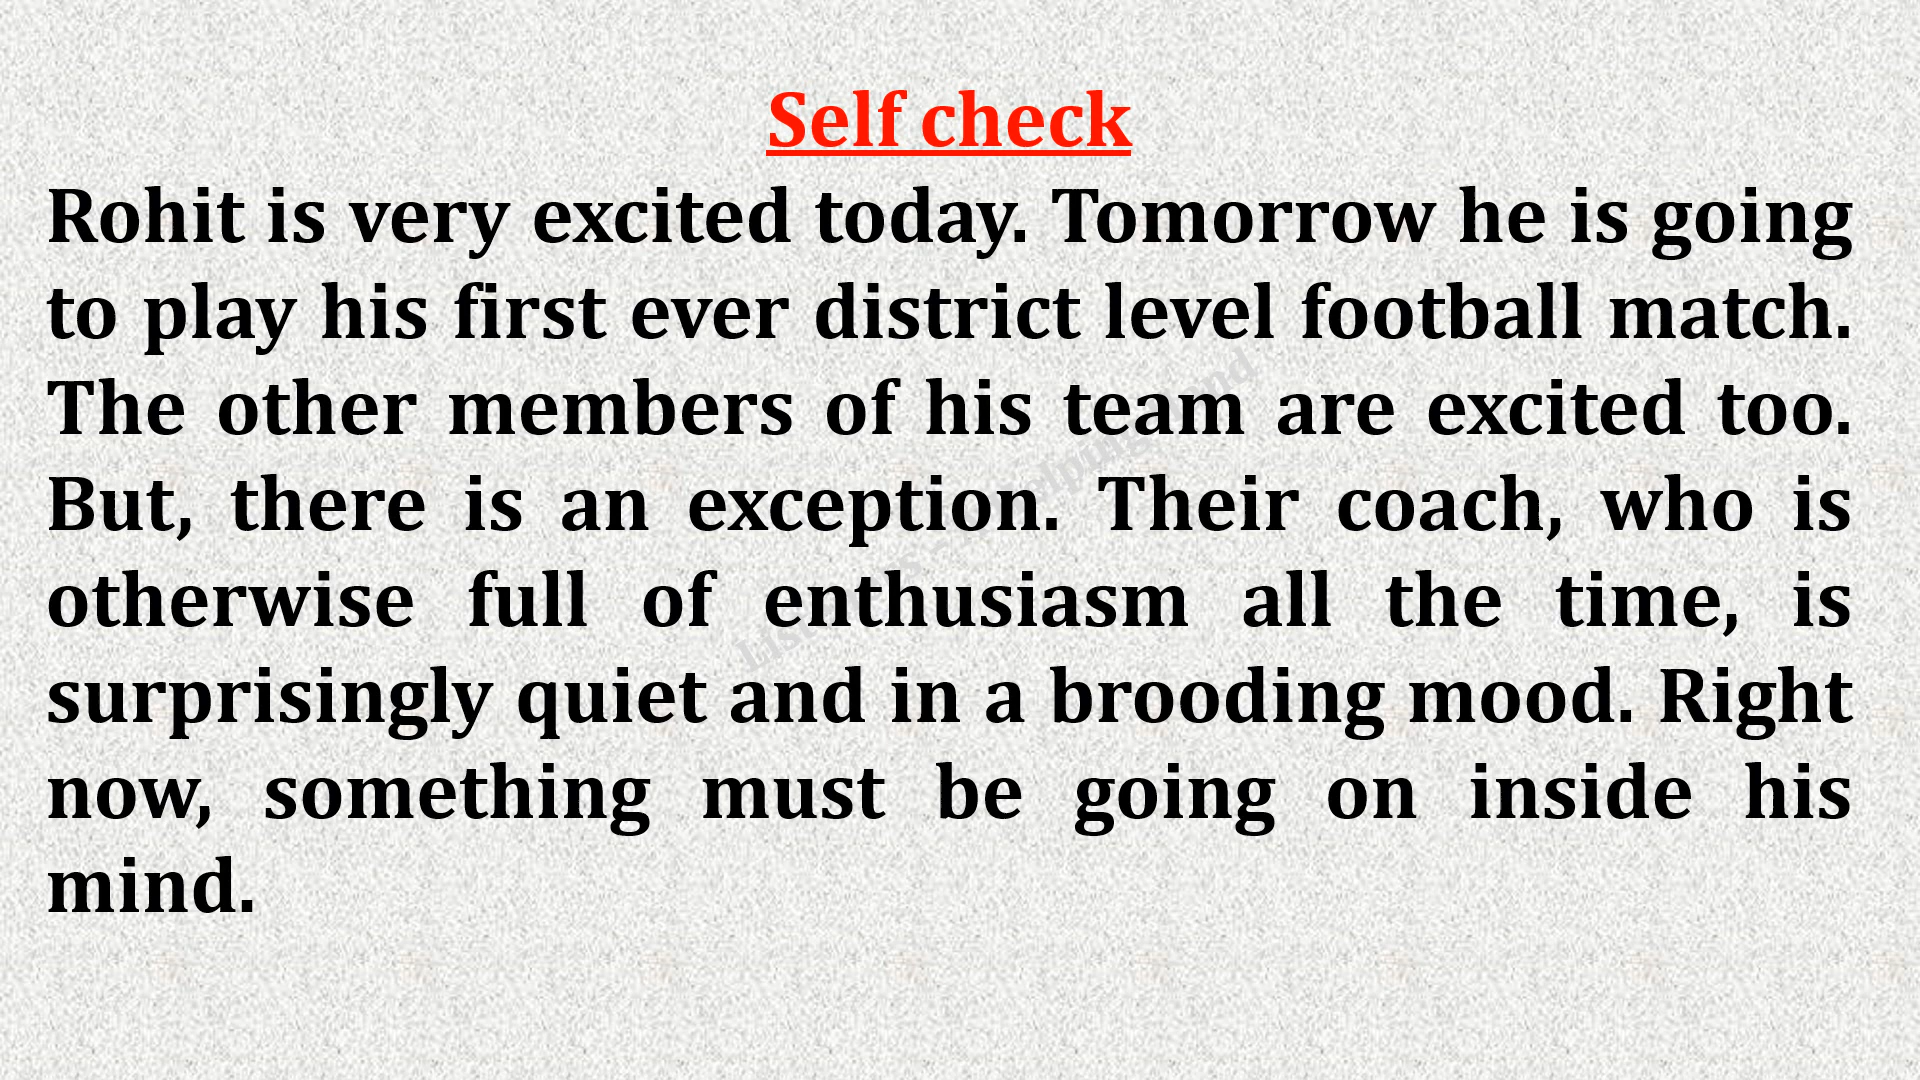 Self check
Rohit is very excited today. Tomorrow he is going
to play his first ever district level football match.
The other members of his team are excited too.
But, there is an exception. Their coach, who is
otherwise full of enthusiasm all the time, is
surprisingly quiet and in a brooding mood. Right
now, something must be going on inside his
mind.